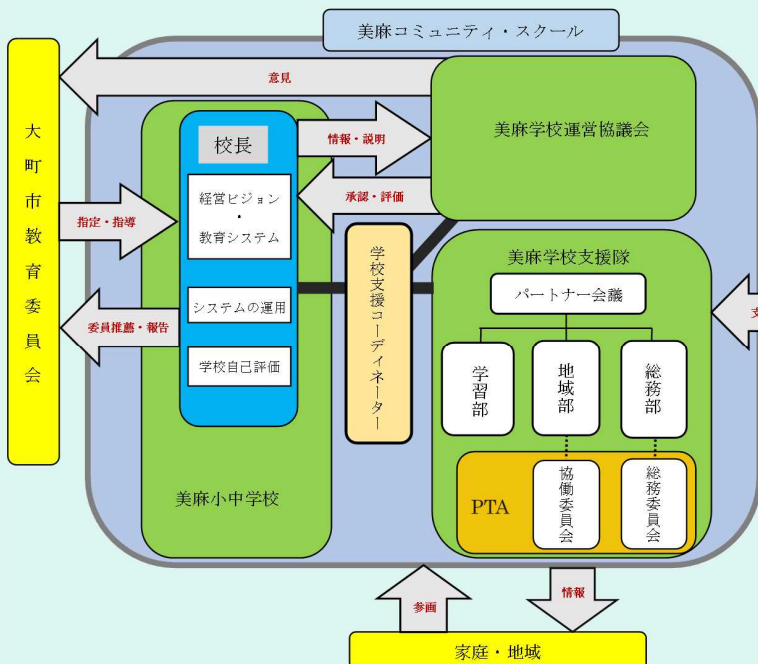 美麻コミュニティ・スクール
大町市教育委員会
意見
美麻学校運営協議会
校長
情報・説明
経営ビジョン
・
教育システム
承認・評価
指定・指導
学校支援コーディネーター
美麻学校支援隊
パートナー会議
システムの運用
委員推薦・報告
学校自己評価
学習部
地域部
総務部
支
美麻小中学校
PTA
協働委員会
総務委員会
参画
情報
家庭・地域